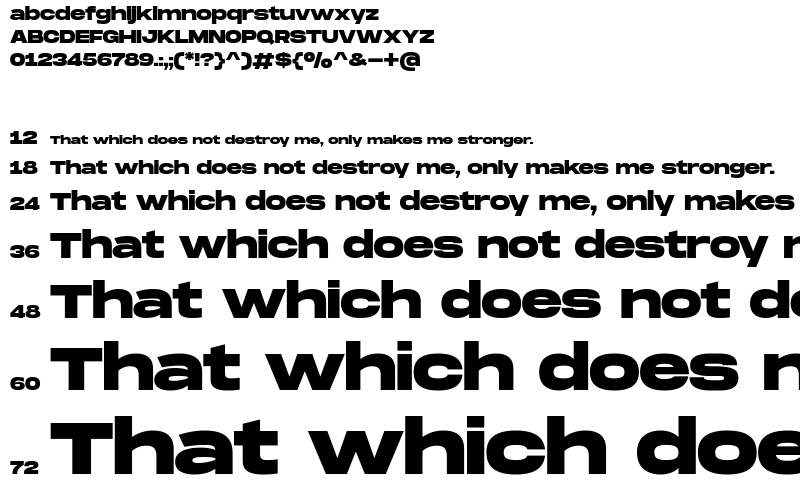 abcdefghijklmnopqrstuvwxyz
ABCDEFGHIJKLMNOPQRSTUVWXYZ
0123456789.:,;(*!?}^)#${%^&-+@
12 That which does not destroy me, only makes me stronger.
18 That which does not destroy me, only makes me stronger.
24 That which does not destroy me, only makes
36 That which does not destroy
48 That which does not
60 That which does
72 That which